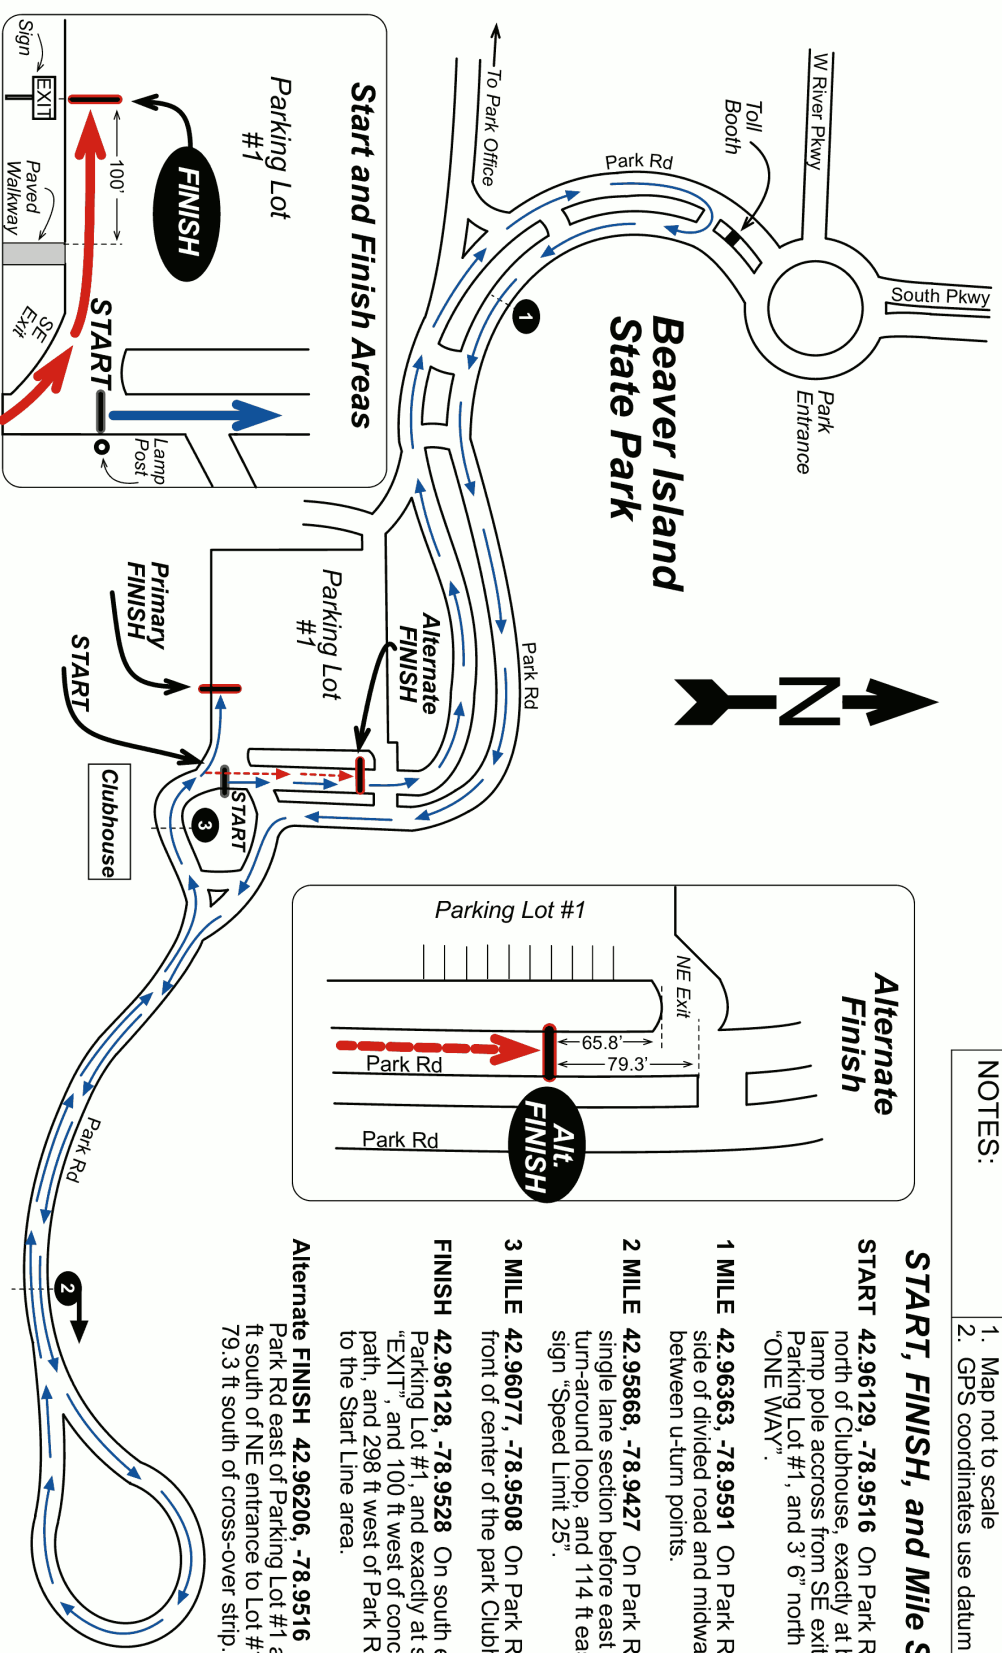 NOTES:
1. Map not to scale
2. GPS coordinates use datum
Beaver Island
State Park
W River Pkwy
South Pkwy
Park
Entrance
Toll
Booth
Park Rd
To Park Office
1
Park Rd
N
Start and Finish Areas
Parking Lot
#1
FINISH
EXIT
Sign
100'
Paved
Walkway
SE
Exit
START
Lamp
Post
Parking Lot
#1
Alternate
FINISH
Primary
FINISH
START
START
3
Clubhouse
Park Rd
2
Alternate
Finish
Parking Lot #1
NE Exit
65.8'
79.3'
Park Rd
Park Rd
Alt.
FINISH
START, FINISH, and Mile S
START 42.96129, -78.9516 On Park R
north of Clubhouse, exactly at
lamp pole accross from SE exit
Parking Lot #1, and 3' 6" north
“ONE WAY”.
1 MILE 42.96363, -78.9591 On Park R
side of divided road and midwa
between u-turn points.
2 MILE 42.95868, -78.9427 On Park R
single lane section before east
turn-around loop, and 114 ft ea
sign “Speed Limit 25”.
3 MILE 42.96077, -78.9508 On Park R
front of center of the park Clubh
FINISH 42.96128, -78.9528 On south e
Parking Lot #1, and exactly at s
“EXIT”, and 100 ft west of conc
path, and 298 ft west of Park R
to the Start Line area.
Alternate FINISH 42.96206, -78.9516
Park Rd east of Parking Lot #1 a
ft south of NE entrance to Lot #
79.3 ft south of cross-over strip.